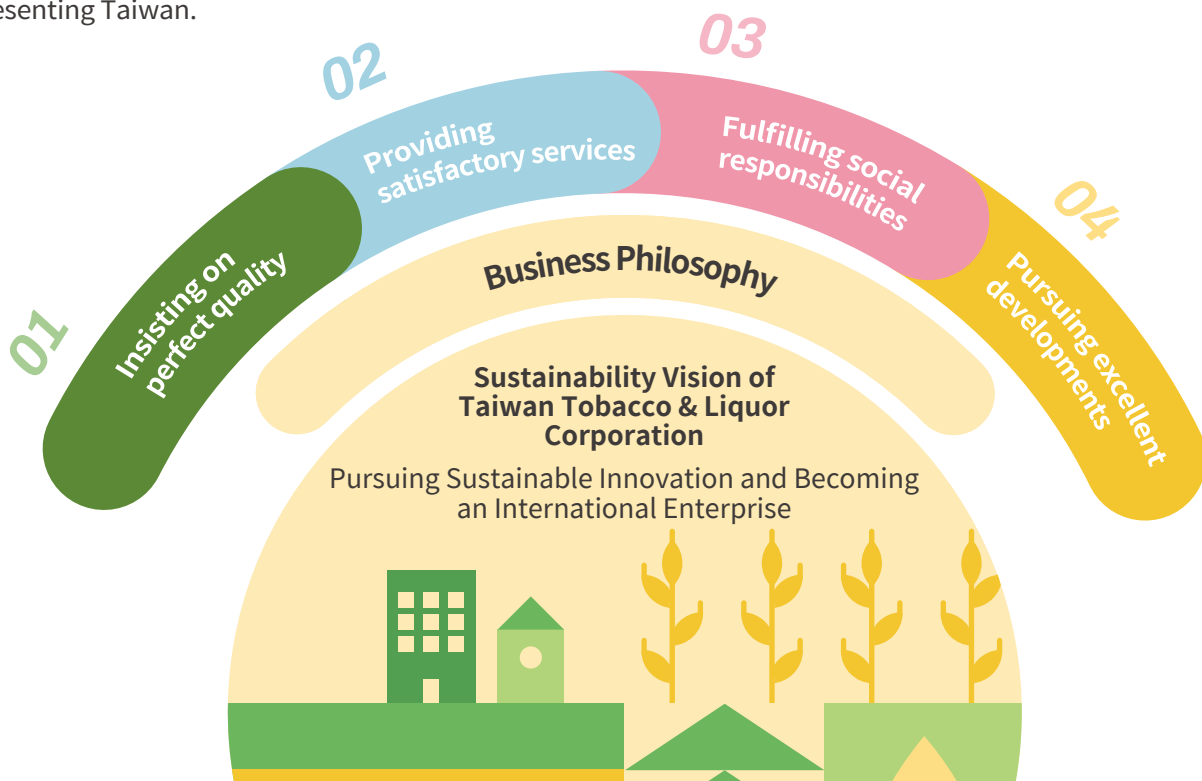 esenting Taiwan.
01
Insisting on
perfect quality
02
Providing
satisfactory services
03
Fulfilling social
responsibilities
04
Pursuing excellent
developments
Business Philosophy
Sustainability Vision of
Taiwan Tobacco & Liquor
Corporation
Pursuing Sustainable Innovation and Becoming
an International Enterprise